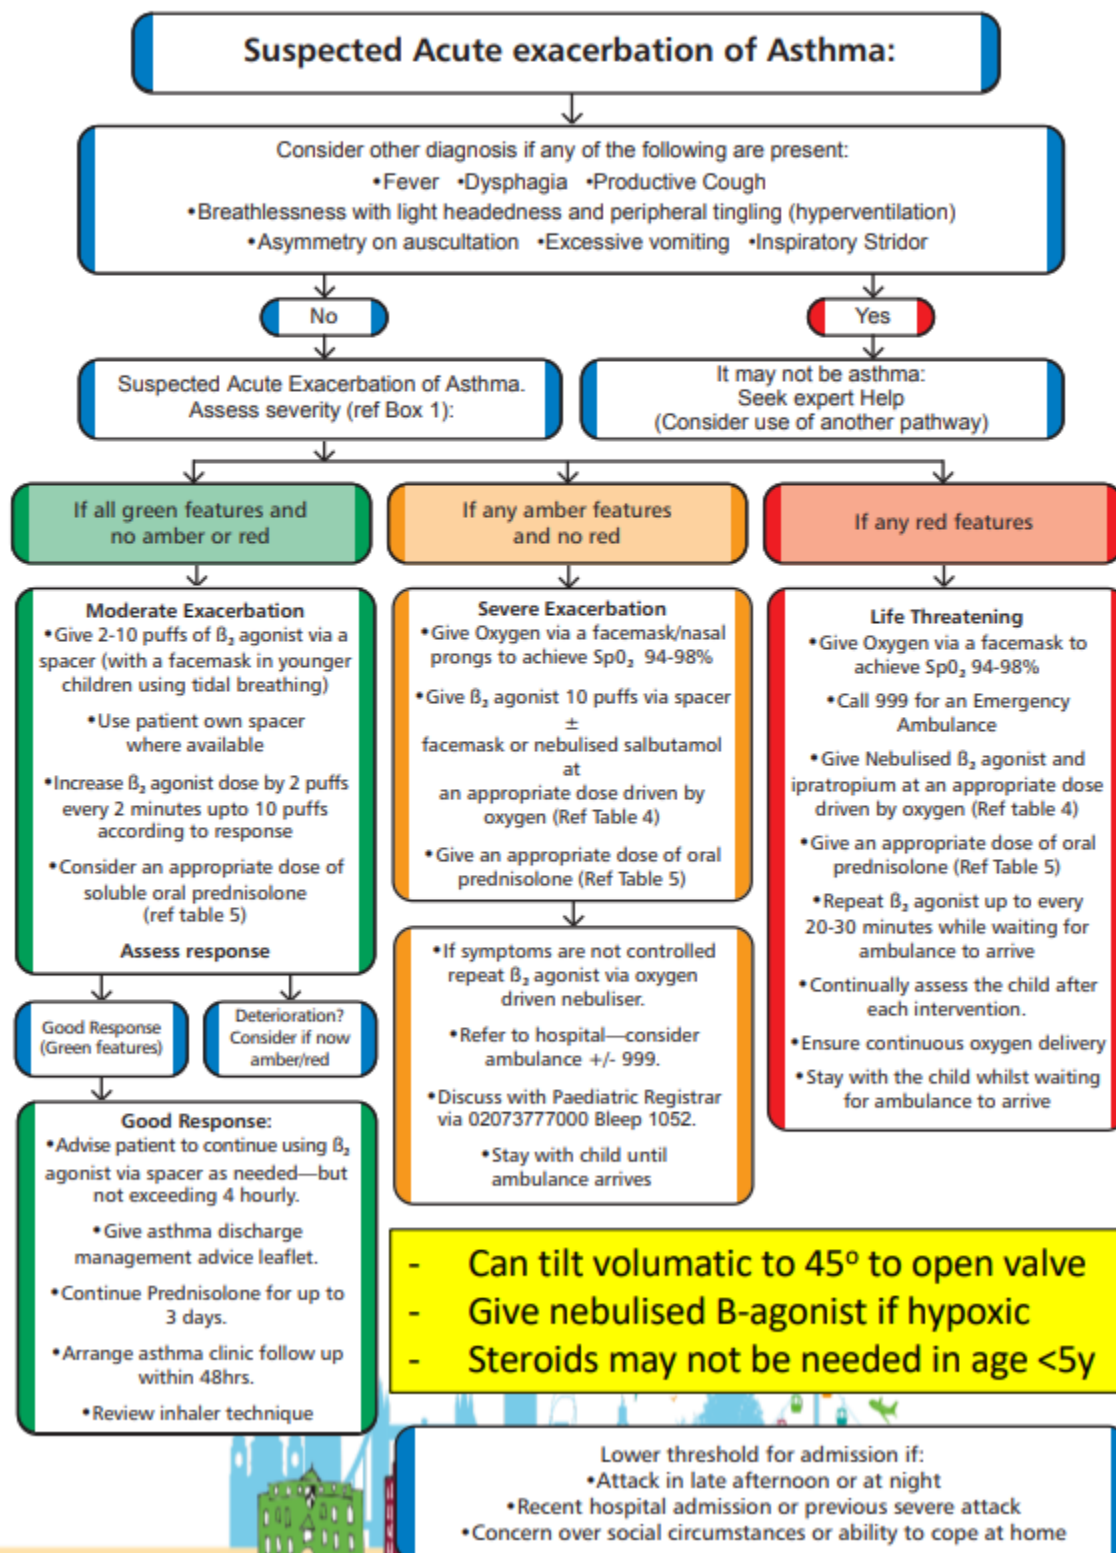 Suspected Acute exacerbation of Asthma:
Consider other diagnosis if any of the following are present:
•Fever •Dysphagia •Productive Cough
•Breathlessness with light headedness and peripheral tingling (hyperventilation)
•Asymmetry on auscultation •Excessive vomiting •Inspiratory Stridor
No
Yes
Suspected Acute Exacerbation of Asthma.
Assess severity (ref Box 1):
It may not be asthma:
Seek expert Help
(Consider use of another pathway)
If all green features and
no amber or red
If any amber features
and no red
If any red features
Moderate Exacerbation
•Give 2-10 puffs of ß₂ agonist via a
spacer (with a facemask in younger
children using tidal breathing)
•Use patient own spacer
where available
•Increase ß₂ agonist dose by 2 puffs
every 2 minutes upto 10 puffs
according to response
•Consider an appropriate dose of
soluble oral prednisolone
(ref table 5)
Assess response
Good Response
(Green features)
Deterioration?
Consider if now
amber/red
Good Response:
•Advise patient to continue using ß₂
agonist via spacer as needed—but
not exceeding 4 hourly.
•Give asthma discharge
management advice leaflet.
•Continue Prednisolone for up to
3 days.
•Arrange asthma clinic follow up
within 48hrs.
•Review inhaler technique
Severe Exacerbation
•Give Oxygen via a facemask/nasal
prongs to achieve Sp0₂ 94-98%
•Give ß₂ agonist 10 puffs via spacer
±
facemask or nebulised salbutamol
at
an appropriate dose driven by
oxygen (Ref Table 4)
•Give an appropriate dose of oral
prednisolone (Ref Table 5)
•If symptoms are not controlled
repeat ß₂ agonist via oxygen
driven nebuliser.
•Refer to hospital—consider
ambulance +/- 999.
•Discuss with Paediatric Registrar
via 02073777000 Bleep 1052.
•Stay with child until
ambulance arrives
Life Threatening
•Give Oxygen via a facemask to
achieve Sp0₂ 94-98%
•Call 999 for an Emergency
Ambulance
•Give Nebulised ß₂ agonist and
ipratropium at an appropriate dose
driven by oxygen (Ref table 4)
•Give an appropriate dose of oral
prednisolone (Ref Table 5)
•Repeat ß₂ agonist up to every
20-30 minutes while waiting for
ambulance to arrive
•Continually assess the child after
each intervention.
•Ensure continuous oxygen delivery
•Stay with the child whilst waiting
for ambulance to arrive
- Can tilt volumatic to 45º to open valve
- Give nebulised B-agonist if hypoxic
- Steroids may not be needed in age <5y
Lower threshold for admission if:
•Attack in late afternoon or at night
•Recent hospital admission or previous severe attack
•Concern over social circumstances or ability to cope at home